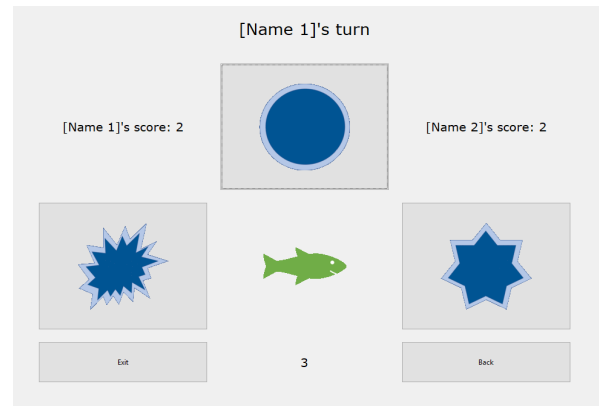 [Name 1]'s turn
[Name 1]'s score: 2
[Name 2]'s score: 2
Exit
3
Back